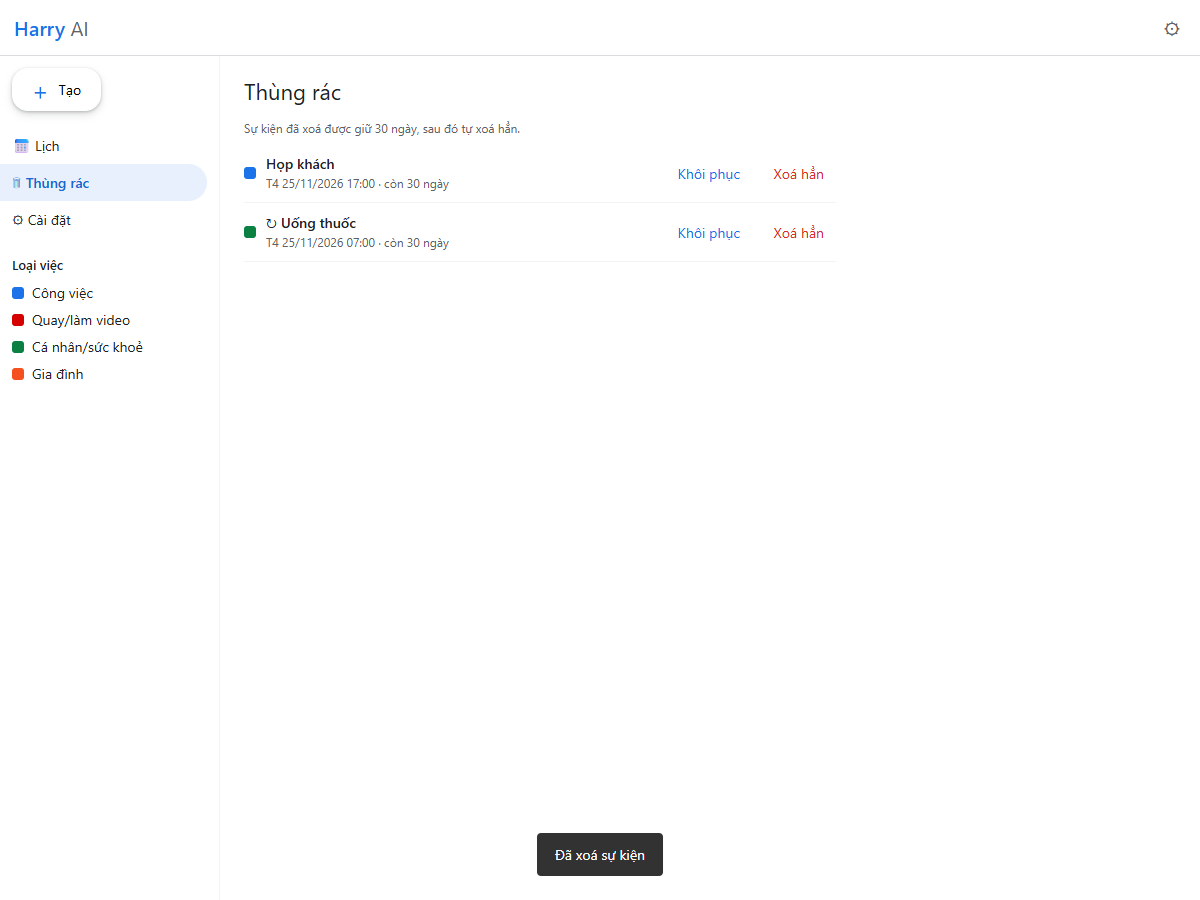 Harry AI
+ Tạo
Lịch
Thùng rác
Cài đặt
Loại việc
Công việc
Quay/làm video
Cá nhân/sức khoẻ
Gia đình
Thùng rác
Sự kiện đã xoá được giữ 30 ngày, sau đó tự xoá hẳn.
Họp khách
T4 25/11/2026 17:00 · còn 30 ngày
Khôi phục
Xoá hẳn
↻ Uống thuốc
T4 25/11/2026 07:00 · còn 30 ngày
Khôi phục
Xoá hẳn
Đã xoá sự kiện